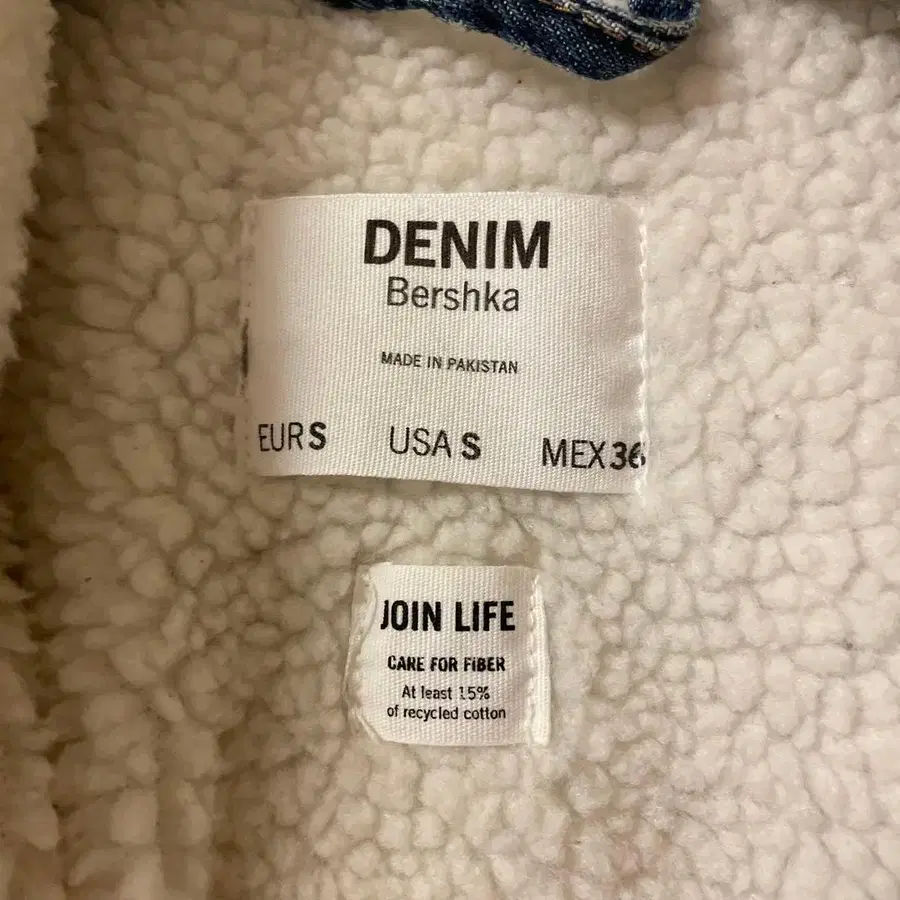 DENIM
Bershka
MADE IN PAKISTAN
EUR S USA S MEX 36
JOIN LIFE
CARE FOR FIBER
At least 15%
of recycled cotton